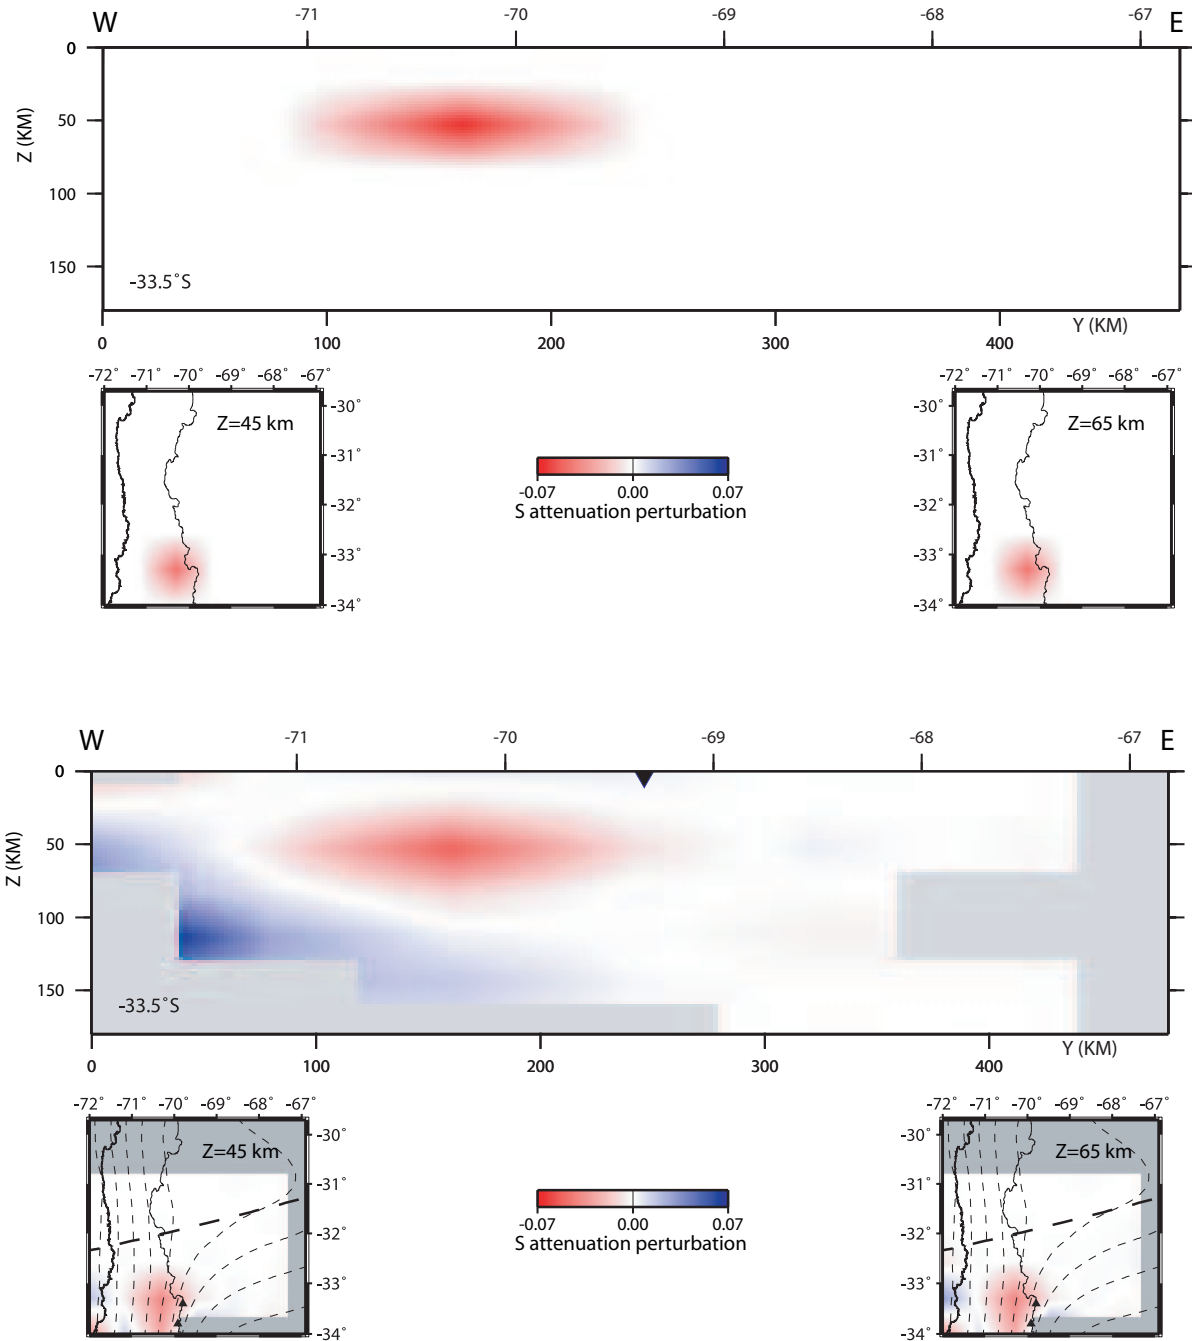 W -71 -70 -69 -68 -67 E
0
50
Z (KM)
100
150
-33.5˚S
Y (KM)
0 100 200 300 400
-72˚ -71˚ -70˚ -69˚ -68˚ -67˚
Z=45 km
-30˚
-31˚
-32˚
-33˚
-34˚
-0.07 0.00 0.07
S attenuation perturbation
-72˚ -71˚ -70˚ -69˚ -68˚ -67˚
Z=65 km
-30˚
-31˚
-32˚
-33˚
-34˚
W -71 -70 -69 -68 -67 E
0
50
Z (KM)
100
150
-33.5˚S
Y (KM)
0 100 200 300 400
-72˚ -71˚ -70˚ -69˚ -68˚ -67˚
Z=45 km
-30˚
-31˚
-32˚
-33˚
-34˚
-0.07 0.00 0.07
S attenuation perturbation
-72˚ -71˚ -70˚ -69˚ -68˚ -67˚
Z=65 km
-30˚
-31˚
-32˚
-33˚
-34˚